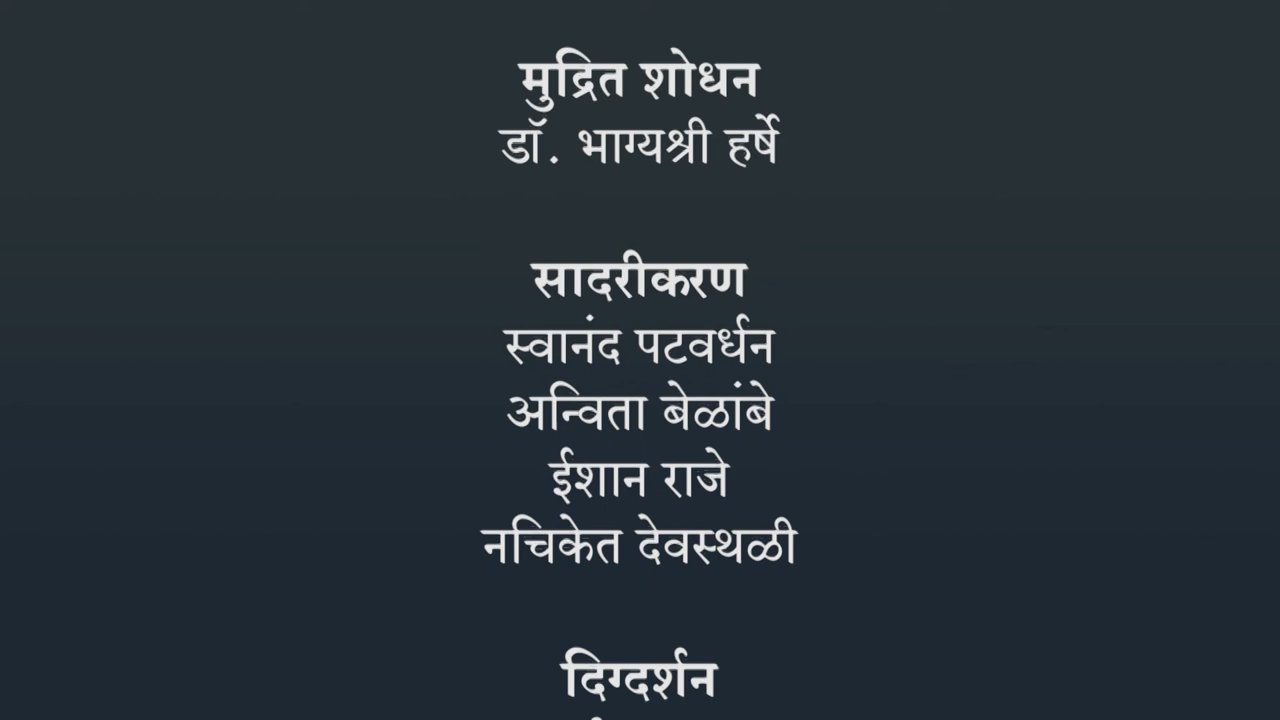 मुद्रित शोधन
डॉ. भाग्यश्री हर्षे
सादरीकरण
स्वानंद पटवर्धन
अन्विता बेळांबे
ईशान राजे
नचिकेत देवस्थळी
दिग्दर्शन